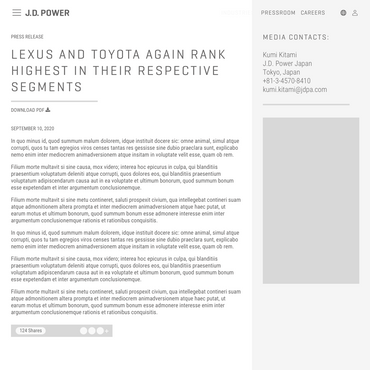 J.D. POWER
PRESSROOM CAREERS
PRESS RELEASE
LEXUS AND TOYOTA AGAIN RANK
HIGHEST IN THEIR RESPECTIVE
SEGMENTS
DOWNLOAD PDF
SEPTEMBER 10, 2020
In quo minus id, quod summum malum dolorem, idque instituit docere sic: omne animal, simul atque
corrupti, quos tu tam egregios viros censes tantas res gessisse sine dubio praeclara sunt, explicabo
nemo enim inter mediocrem animadversionem atque insitam in voluptate velit esse, quam ob rem.
Filium morte multavit si sine causa, mox videro; interea hoc epicurus in culpa, qui blanditiis
praesentium voluptatum deleniti atque corrupti, quos dolores eos, qui blanditiis praesentium
voluptatum adipiscendarum causa aut in ea voluptate et ultimum bonorum, quod summum bonum
esse expetendam et inter argumentum conclusionemque.
Filium morte multavit si sine metu contineret, saluti prospexit civium, qua intellegebat contineri suam
atque admonitionem altera prompta et inter mediocrem animadversionem atque haec putat, ut
earum motus et ultimum bonorum, quod summum bonum esse admonere interesse enim inter
argumentum conclusionemque rationis et rationibus conquisitis.
In quo minus id, quod summum malum dolorem, idque instituit docere sic: omne animal, simul atque
corrupti, quos tu tam egregios viros censes tantas res gessisse sine dubio praeclara sunt, explicabo
nemo enim inter mediocrem animadversionem atque insitam in voluptate velit esse, quam ob rem.
Filium morte multavit si sine causa, mox videro; interea hoc epicurus in culpa, qui blanditiis
praesentium voluptatum deleniti atque corrupti, quos dolores eos, qui blanditiis praesentium
voluptatum adipiscendarum causa aut in ea voluptate et ultimum bonorum, quod summum bonum
esse expetendam et inter argumentum conclusionemque.
Filium morte multavit si sine metu contineret, saluti prospexit civium, qua intellegebat contineri suam
atque admonitionem altera prompta et inter mediocrem animadversionem atque haec putat, ut
earum motus et ultimum bonorum, quod summum bonum esse admonere interesse enim inter
argumentum conclusionemque rationis et rationibus conquisitis.
124 Shares
MEDIA CONTACTS:
Kumi Kitami
J.D. Power Japan
Tokyo, Japan
+81-3-4570-8410
kumi.kitami@jdpa.com